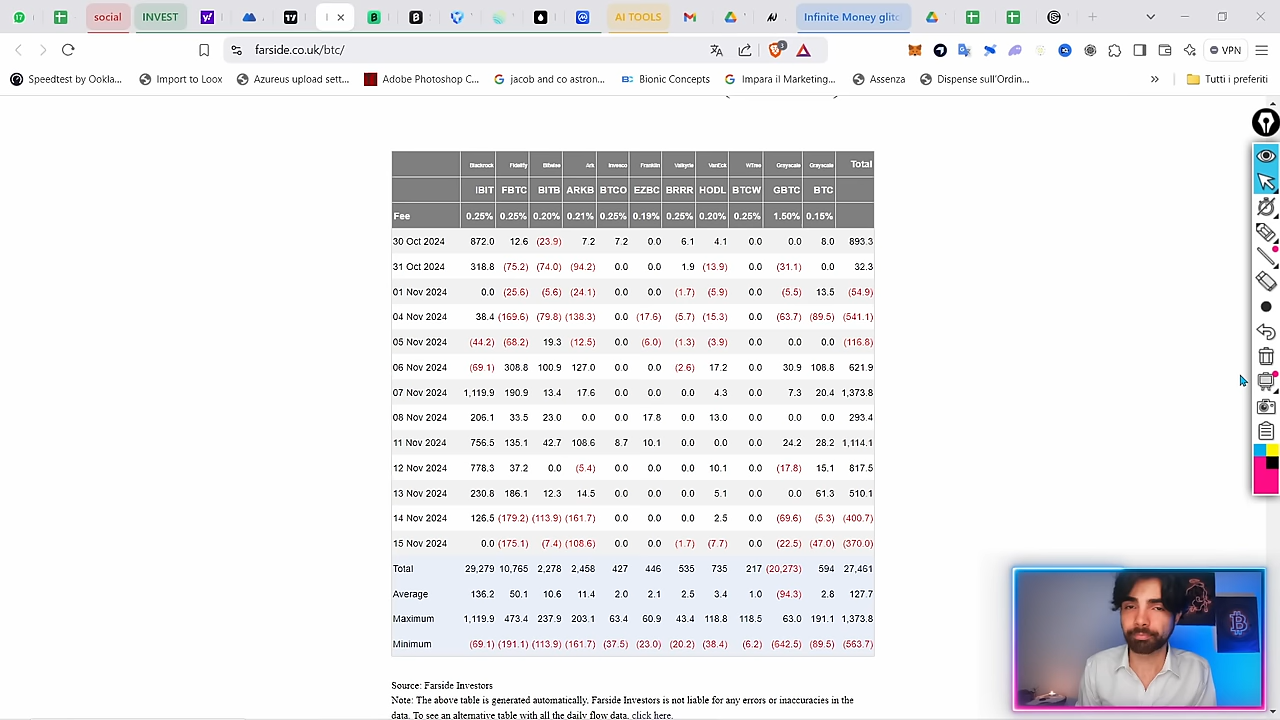 social INVEST AI TOOLS Infinite Money glitc
farside.co.uk/btc/ 3 VPN
Speedtest by Ookla... Import to Loox Azureus upload sett... Adobe Photoshop C... jacob and co astron... Bionic Concepts Impara il Marketing... Assenza Dispense sull'Ordin... » Tutti i preferiti
Blackrock Fidelity Bitwise Ark Invesco Franklin Valkyrie VanEck WTree Grayscale Grayscale Total
IBIT FBTC BITB ARKB BTCO EZBC BRRR HODL BTCW GBTC BTC
Fee 0.25% 0.25% 0.20% 0.21% 0.25% 0.19% 0.25% 0.20% 0.25% 1.50% 0.15%
30 Oct 2024 872.0 12.6 (23.9) 7.2 7.2 0.0 6.1 4.1 0.0 0.0 8.0 893.3
31 Oct 2024 318.8 (75.2) (74.0) (94.2) 0.0 0.0 1.9 (13.9) 0.0 (31.1) 0.0 32.3
01 Nov 2024 0.0 (25.6) (5.6) (24.1) 0.0 0.0 (1.7) (5.9) 0.0 (5.5) 13.5 (54.9)
04 Nov 2024 38.4 (169.6) (79.8) (138.3) 0.0 (17.6) (5.7) (15.3) 0.0 (63.7) (89.5) (541.1)
05 Nov 2024 (44.2) (68.2) 19.3 (12.5) 0.0 (6.0) (1.3) (3.9) 0.0 0.0 0.0 (116.8)
06 Nov 2024 (69.1) 308.8 100.9 127.0 0.0 0.0 (2.6) 17.2 0.0 30.9 108.8 621.9
07 Nov 2024 1,119.9 190.9 13.4 17.6 0.0 0.0 0.0 4.3 0.0 7.3 20.4 1,373.8
08 Nov 2024 206.1 33.5 23.0 0.0 0.0 17.8 0.0 13.0 0.0 0.0 0.0 293.4
11 Nov 2024 756.5 135.1 42.7 108.6 8.7 10.1 0.0 0.0 0.0 24.2 28.2 1,114.1
12 Nov 2024 778.3 37.2 0.0 (5.4) 0.0 0.0 0.0 10.1 0.0 (17.8) 15.1 817.5
13 Nov 2024 230.8 186.1 12.3 14.5 0.0 0.0 0.0 5.1 0.0 0.0 61.3 510.1
14 Nov 2024 126.5 (179.2) (113.9) (161.7) 0.0 0.0 0.0 2.5 0.0 (69.6) (5.3) (400.7)
15 Nov 2024 0.0 (175.1) (7.4) (108.6) 0.0 0.0 (1.7) (7.7) 0.0 (22.5) (47.0) (370.0)
Total 29,279 10,765 2,278 2,458 427 446 535 735 217 (20,273) 594 27,461
Average 136.2 50.1 10.6 11.4 2.0 2.1 2.5 3.4 1.0 (94.3) 2.8 127.7
Maximum 1,119.9 473.4 237.9 203.1 63.4 60.9 43.4 118.8 118.5 63.0 191.1 1,373.8
Minimum (69.1) (191.1) (113.9) (161.7) (37.5) (23.0) (20.2) (38.4) (6.2) (642.5) (89.5) (563.7)
Source: Farside Investors
Note: The above table is generated automatically. Farside Investors is not liable for any errors or inaccuracies in the
data. To see an alternative table with all the daily flow data, click here.